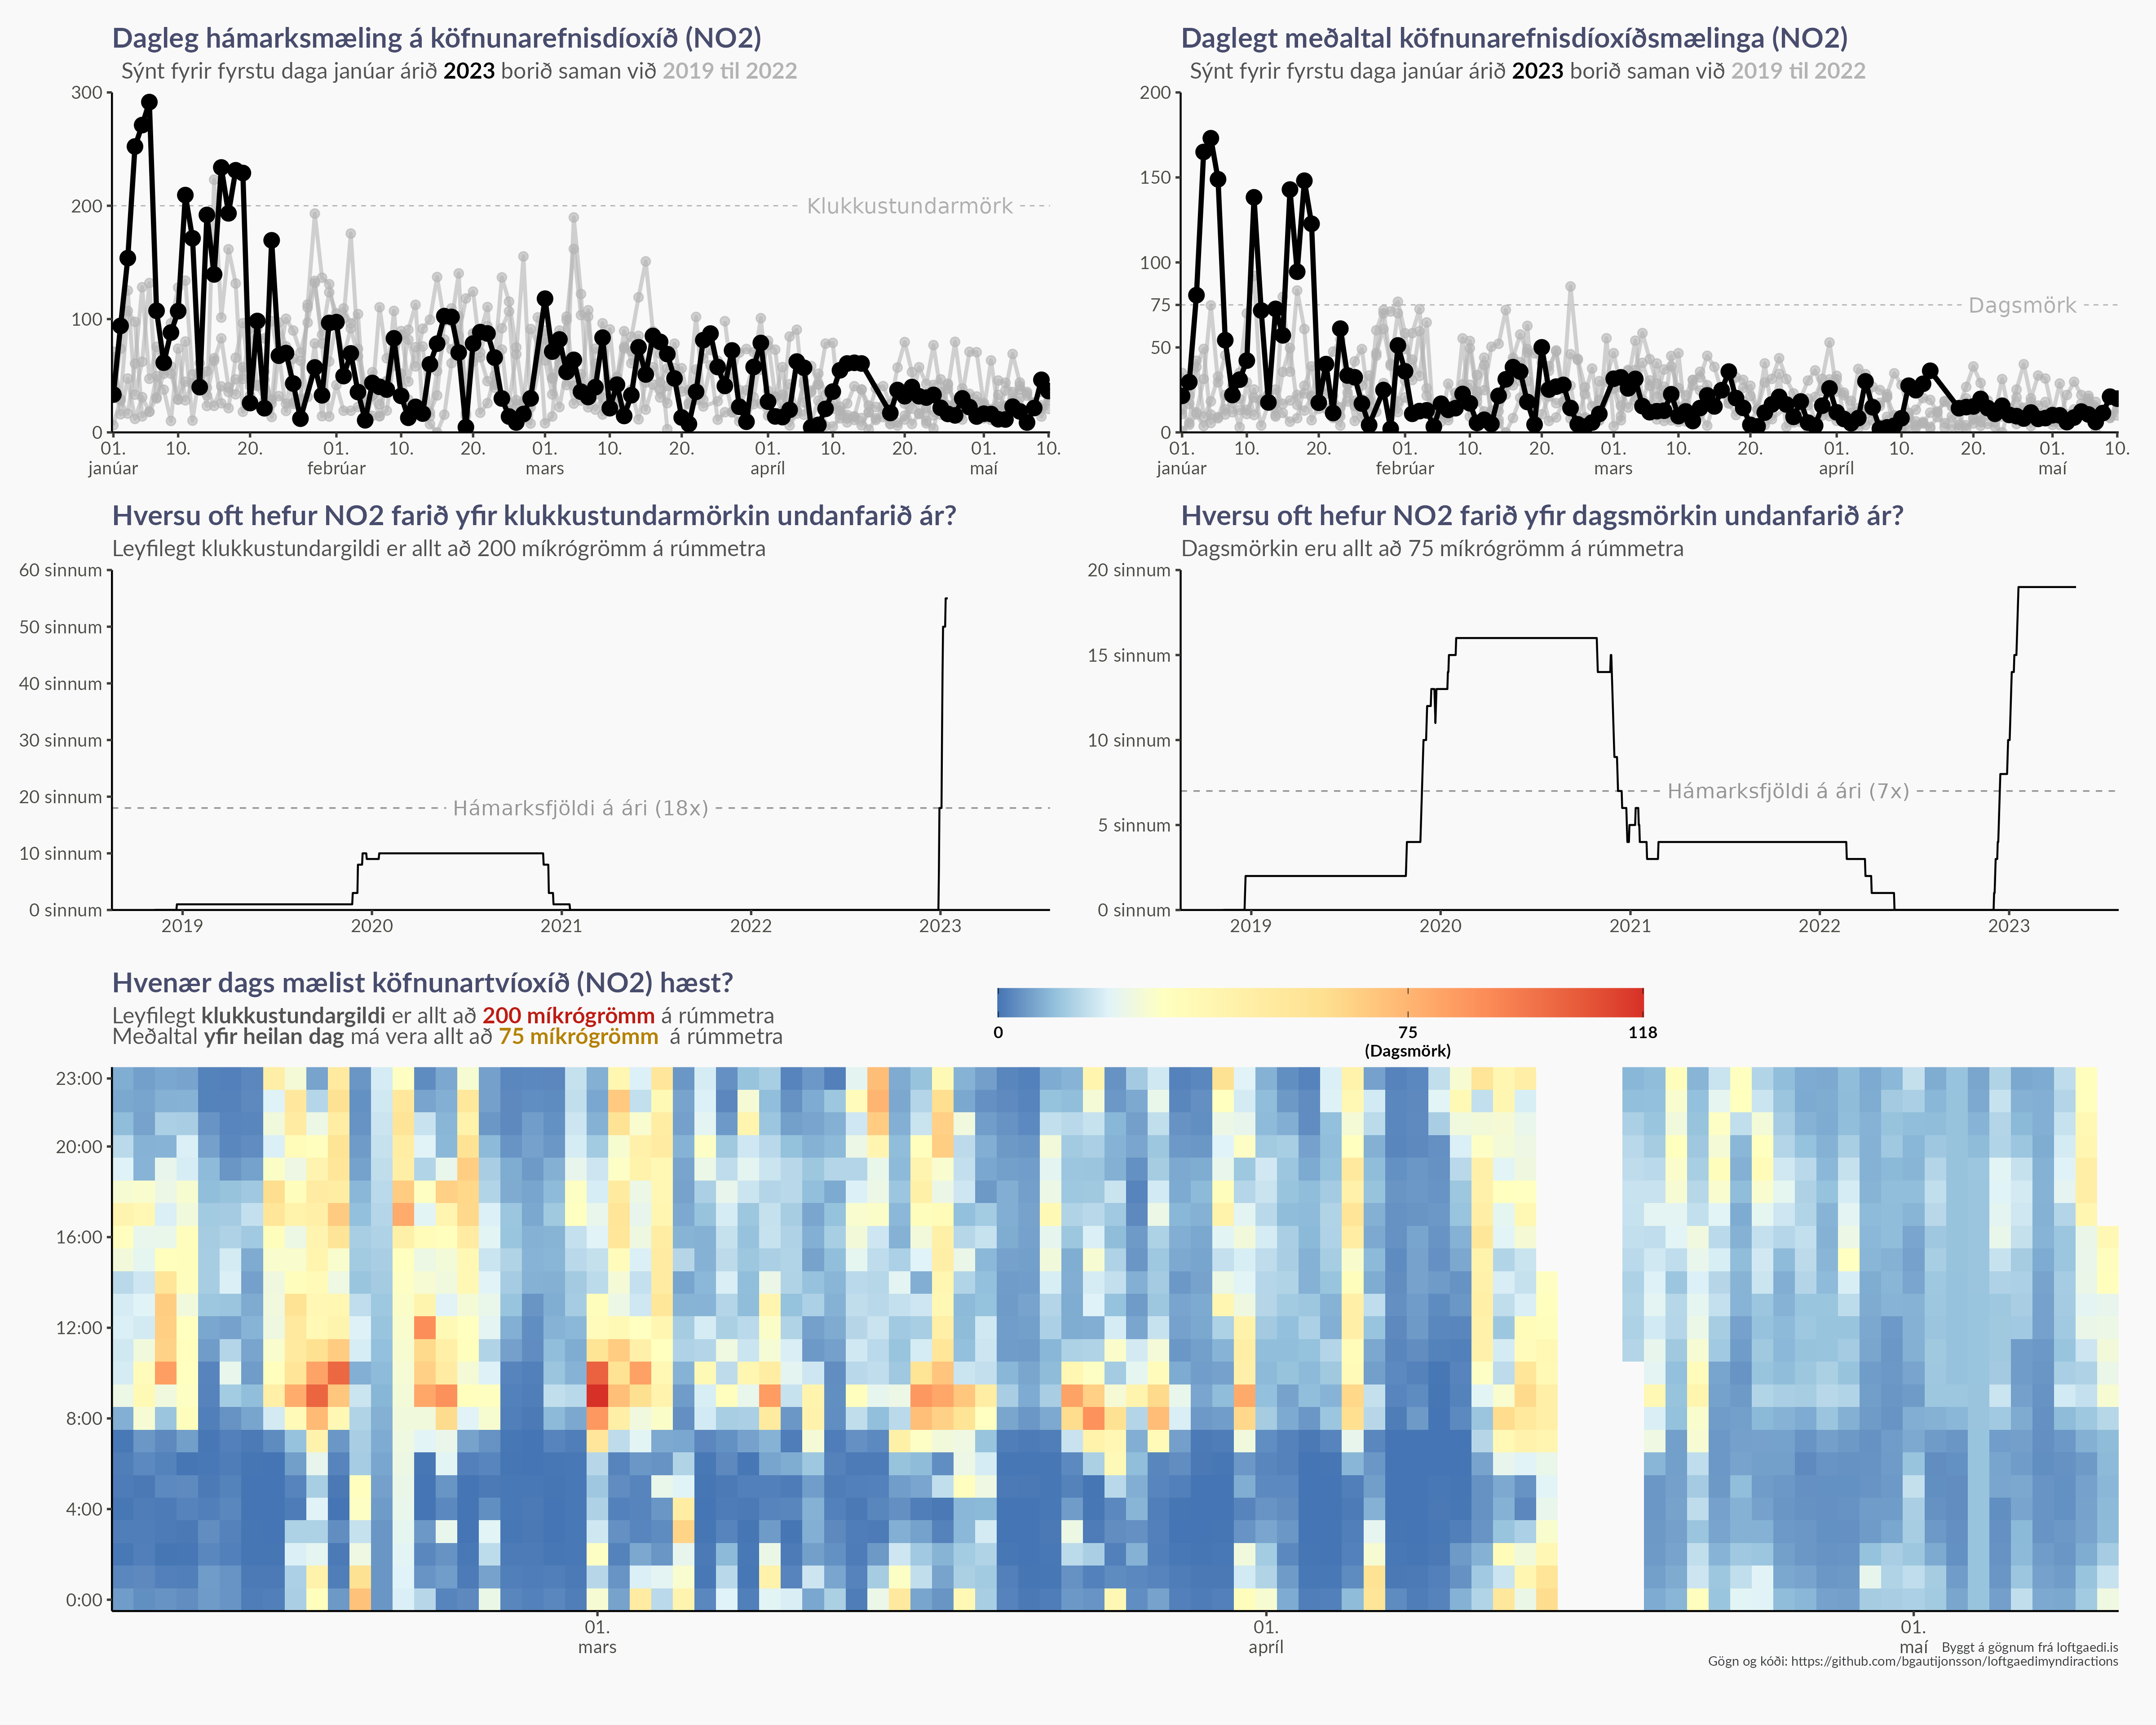 Dagleg hámarksmæling á köfnunarefnisdíoxíð (NO2)
Sýnt fyrir fyrstu daga janúar árið 2023 borið saman við 2019 til 2022
300
200
100
0
Klukkustundarmörk
01. 10. 20. 01. 10. 20. 01. 10. 20. 01. 10. 20. 01. 10.
janúar febrúar mars apríl maí
Daglegt meðaltal köfnunarefnisdíoxíðsmælinga (NO2)
Sýnt fyrir fyrstu daga janúar árið 2023 borið saman við 2019 til 2022
200
150
100
75
50
0
Dagsmörk
01. 10. 20. 01. 10. 20. 01. 10. 20. 01. 10. 20. 01. 10.
janúar febrúar mars apríl maí
Hversu oft hefur NO2 farið yfir klukkustundarmörkin undanfarið ár?
Leyfilegt klukkustundargildi er allt að 200 míkrógrömm á rúmmetra
60 sinnum
50 sinnum
40 sinnum
30 sinnum
20 sinnum
10 sinnum
0 sinnum
Hámarksfjöldi á ári (18x)
2019 2020 2021 2022 2023
Hversu oft hefur NO2 farið yfir dagsmörkin undanfarið ár?
Dagsmörkin eru allt að 75 míkrógrömm á rúmmetra
20 sinnum
15 sinnum
10 sinnum
5 sinnum
0 sinnum
Hámarksfjöldi á ári (7x)
2019 2020 2021 2022 2023
Hvenær dags mælist köfnunartvíoxíð (NO2) hæst?
Leyfilegt klukkustundargildi er allt að 200 míkrógrömm á rúmmetra
Meðaltal yfir heilan dag má vera allt að 75 míkrógrömm á rúmmetra
0 75 118
(Dagsmörk)
23:00
20:00
16:00
12:00
8:00
4:00
0:00
01. 01. 01.
mars apríl maí
Byggt á gögnum frá loftgaedi.is
Gögn og kóði: https://github.com/bgautijonsson/loftgaedimyndiractions